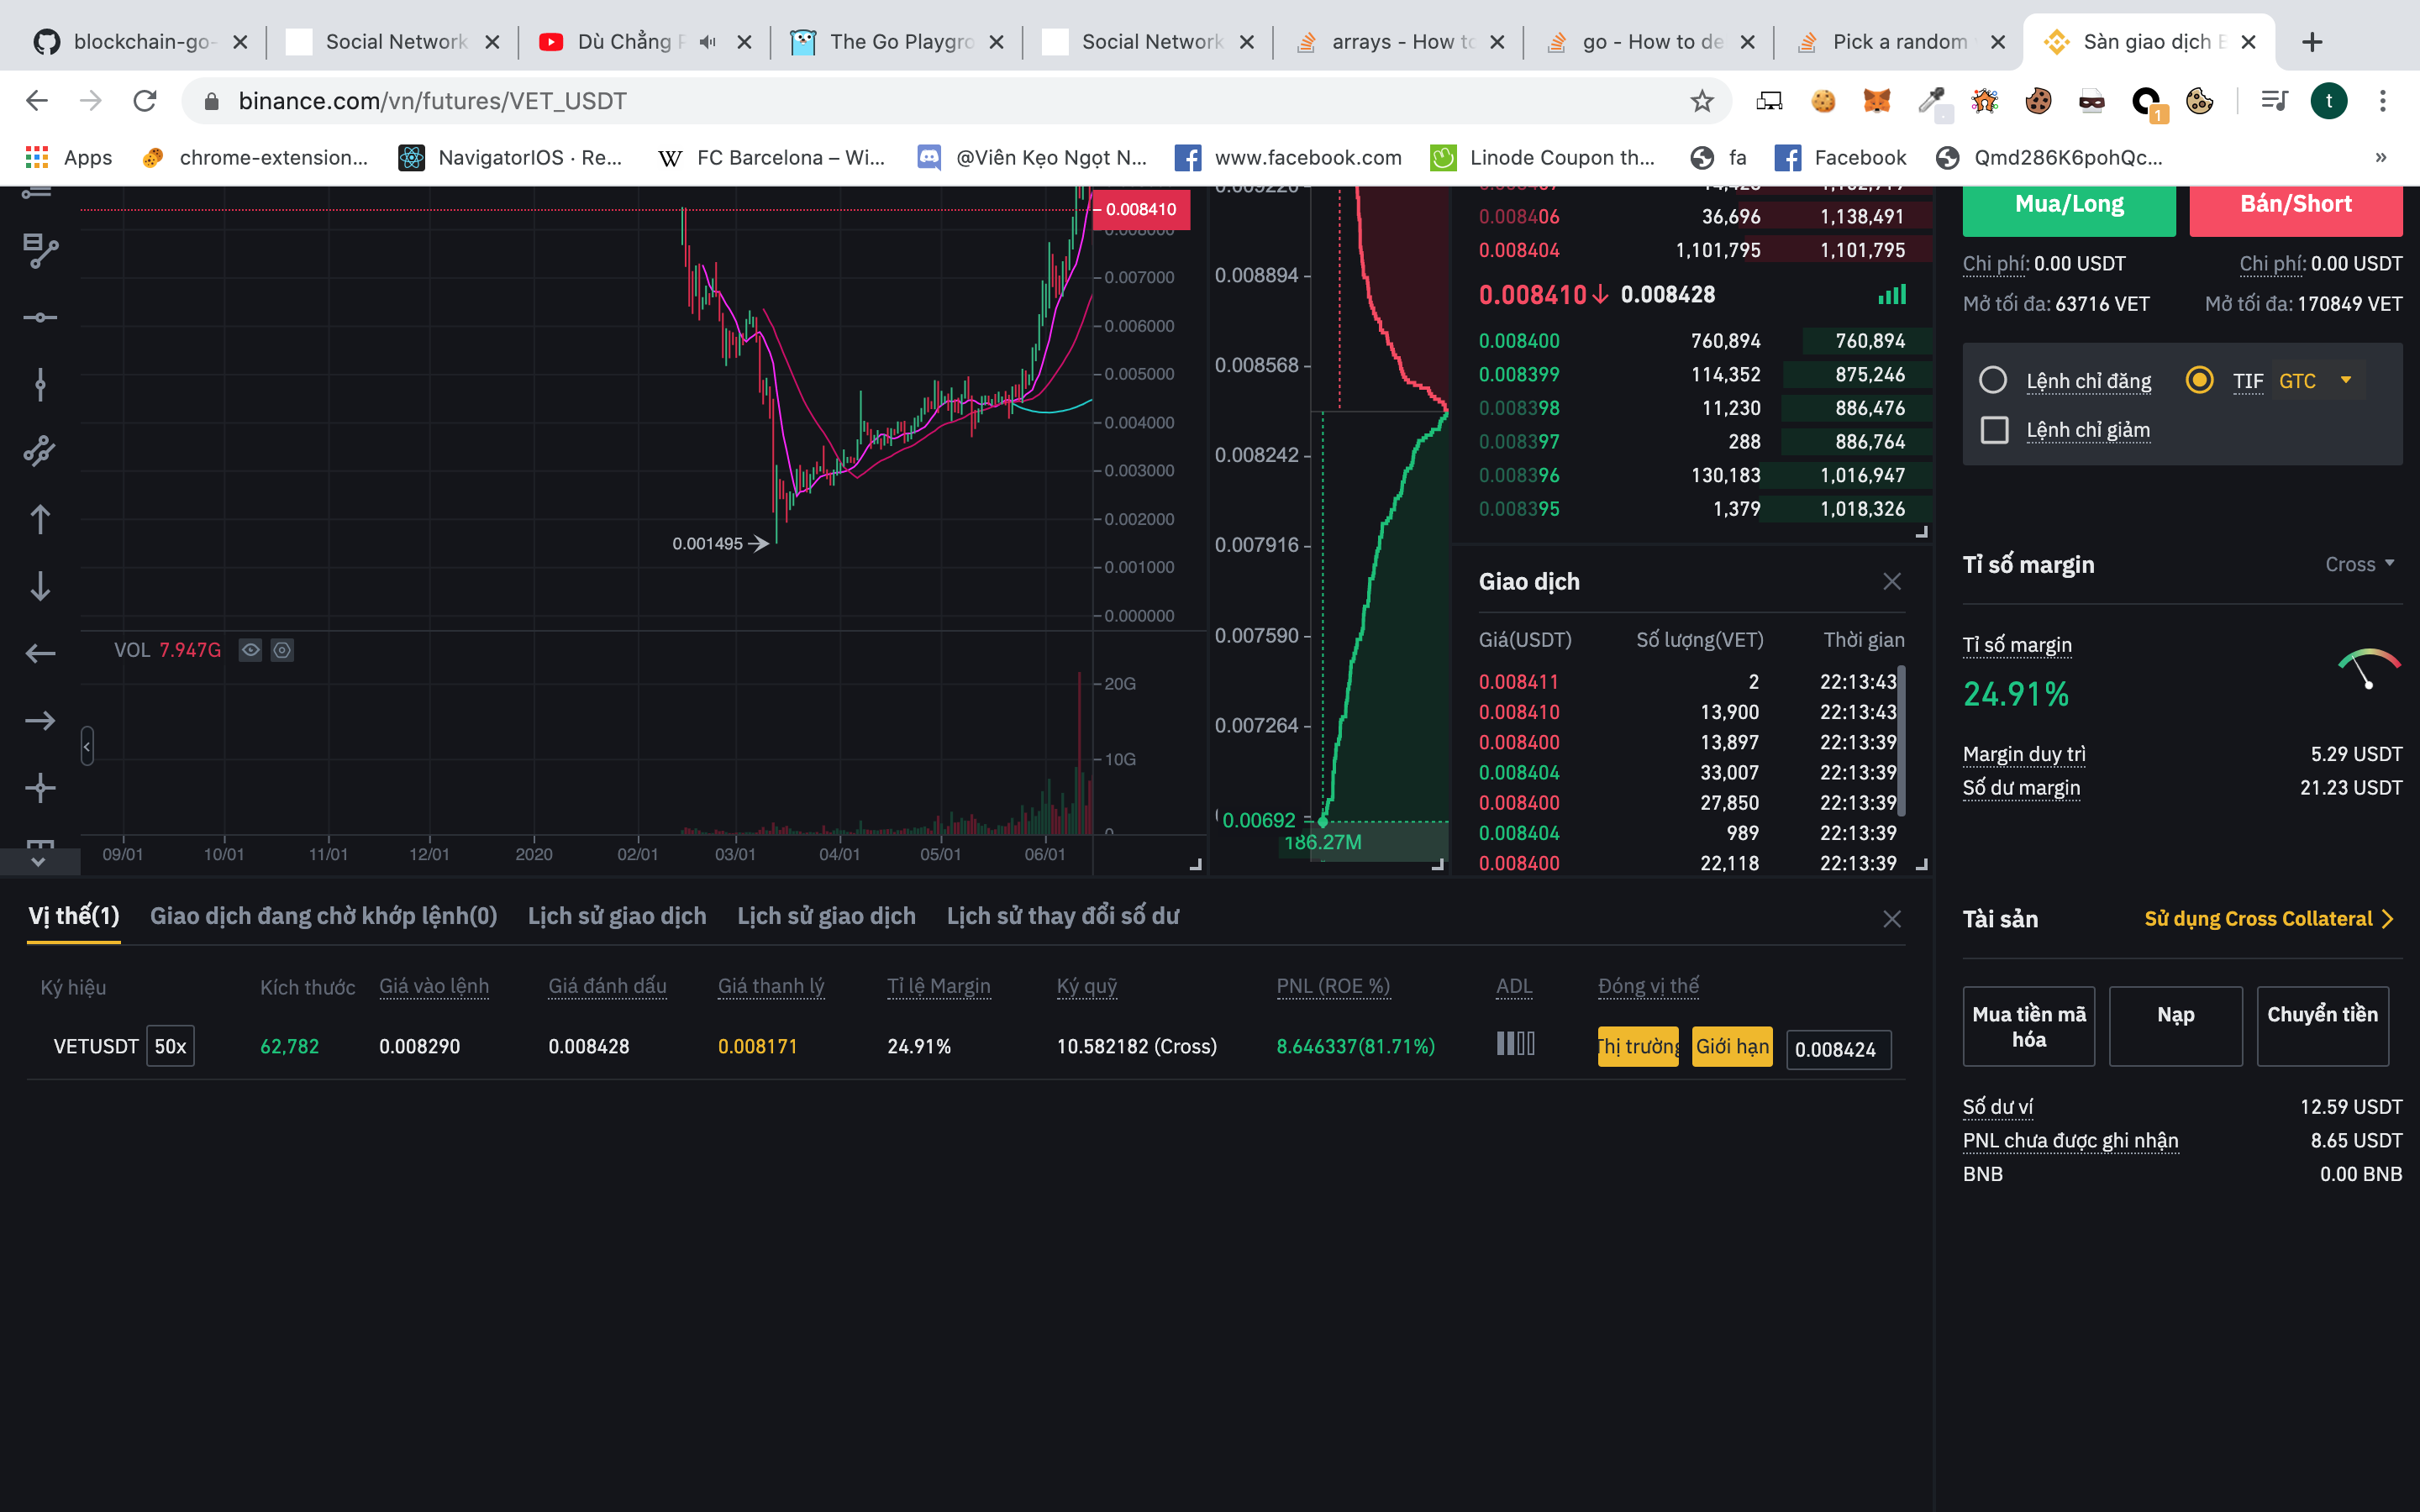 blockchain-go-
Social Network
Dù Chẳng P
The Go Playgro
Social Network
arrays - How to
go - How to de
Pick a random
Sàn giao dịch B
binance.com/vn/futures/VET_USDT
1
t
Apps
chrome-extension...
NavigatorIOS · Re...
W FC Barcelona – Wi...
@Viên Kẹo Ngọt N...
www.facebook.com
Linode Coupon th...
fa
Facebook
Qmd286K6pohQc...
»
0.008410
0.008000
0.007000
0.006000
0.005000
0.004000
0.003000
0.002000
0.001000
0.000000
0.001495
VOL 7.947G
20G
10G
0
09/01 10/01 11/01 12/01 2020 02/01 03/01 04/01 05/01 06/01
0.009220
0.008894
0.008568
0.008242
0.007916
0.007590
0.007264
0.00692
186.27M
0.008406 36,696 1,138,491
0.008404 1,101,795 1,101,795
0.008410 0.008428
0.008400 760,894 760,894
0.008399 114,352 875,246
0.008398 11,230 886,476
0.008397 288 886,764
0.008396 130,183 1,016,947
0.008395 1,379 1,018,326
Giao dịch
Giá(USDT) Số lượng(VET) Thời gian
0.008411 2 22:13:43
0.008410 13,900 22:13:43
0.008400 13,897 22:13:39
0.008404 33,007 22:13:39
0.008400 27,850 22:13:39
0.008404 989 22:13:39
0.008400 22,118 22:13:39
Mua/Long Bán/Short
Chi phí: 0.00 USDT Chi phí: 0.00 USDT
Mở tối đa: 63716 VET Mở tối đa: 170849 VET
Lệnh chỉ đăng TIF GTC
Lệnh chỉ giảm
Tỉ số margin Cross
Tỉ số margin
24.91%
Margin duy trì 5.29 USDT
Số dư margin 21.23 USDT
Tài sản Sử dụng Cross Collateral
Mua tiền mã hóa
Nạp
Chuyển tiền
Số dư ví 12.59 USDT
PNL chưa được ghi nhận 8.65 USDT
BNB 0.00 BNB
Vị thế(1) Giao dịch đang chờ khớp lệnh(0) Lịch sử giao dịch Lịch sử giao dịch Lịch sử thay đổi số dư
Ký hiệu Kích thước Giá vào lệnh Giá đánh dấu Giá thanh lý Tỉ lệ Margin Ký quỹ PNL (ROE %) ADL Đóng vị thế
VETUSDT 50x 62,782 0.008290 0.008428 0.008171 24.91% 10.582182 (Cross) 8.646337(81.71%) Thị trường Giới hạn 0.008424